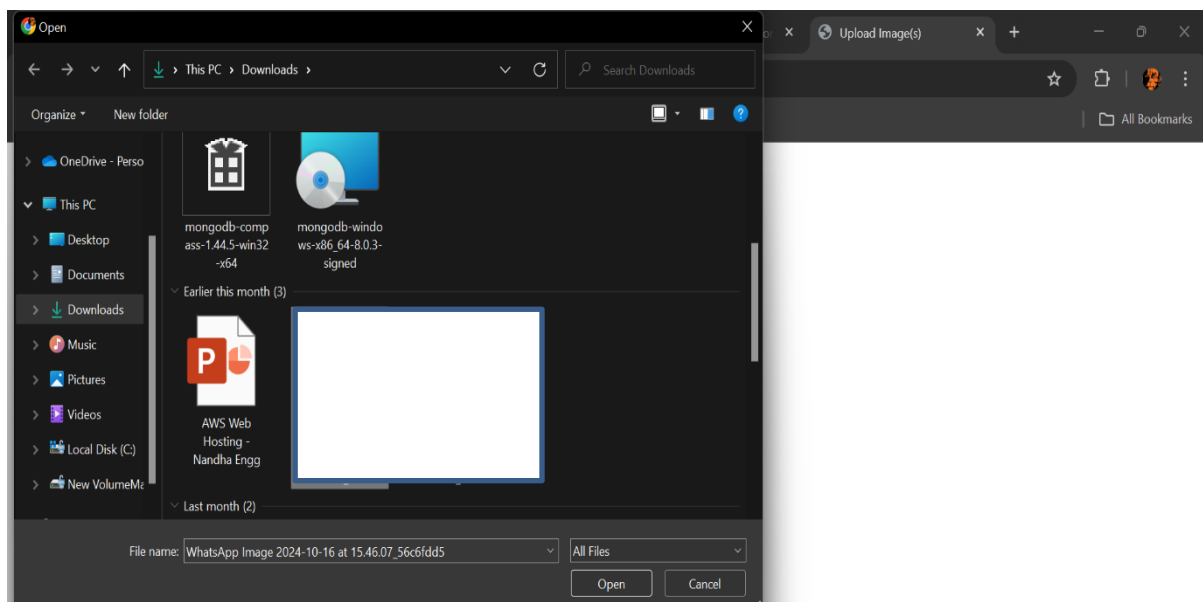 Open
Upload Image(s)
This PC > Downloads >
Search Downloads
Organize
New folder
All Bookmarks
OneDrive - Perso
This PC
Desktop
Documents
Downloads
Music
Pictures
Videos
Local Disk (C:)
New VolumeMa
mongodb-comp
ass-1.44.5-win32
-x64
mongodb-windo
ws-x86_64-8.0.3-
signed
Earlier this month (3)
P
AWS Web
Hosting -
Nandha Engg
Last month (2)
File name: WhatsApp Image 2024-10-16 at 15.46.07_56c6fdd5
All Files
Open
Cancel